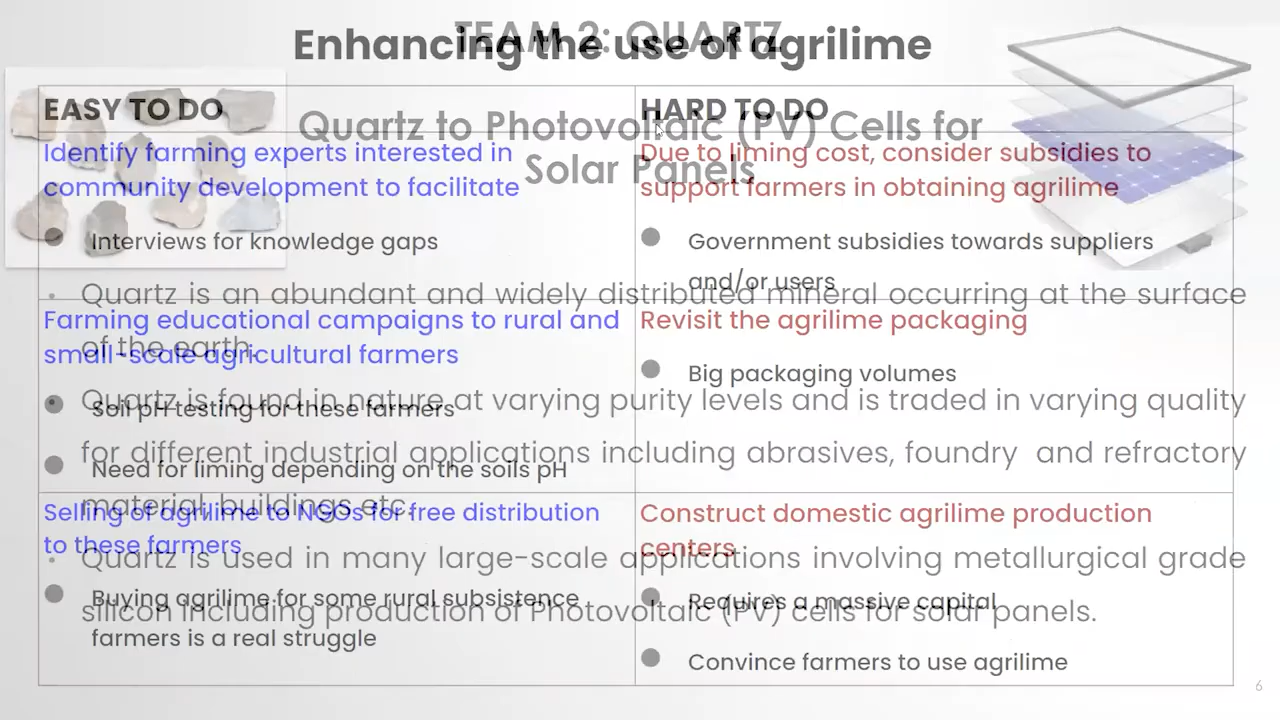 TEAM 2: QUARTZ
Enhancing the use of agrilime
EASY TO DO
HARD TO DO
Quartz to Photovoltaic (PV) Cells for
Solar Panels
Identify farming experts interested in
community development to facilitate
Interviews for knowledge gaps
Due to liming cost, consider subsidies to
support farmers in obtaining agrilime
Government subsidies towards suppliers
and/or users
Farming educational campaigns to rural and
small-scale agricultural farmers
Soil pH testing for these farmers
Need for liming depending on the soils pH
Revisit the agrilime packaging
Big packaging volumes
Selling of agrilime to NGOs for free distribution
to these farmers
Buying agrilime for some rural subsistence
farmers is a real struggle
Construct domestic agrilime production
centers
Requires a massive capital
Convince farmers to use agrilime
Quartz is an abundant and widely distributed mineral occurring at the surface
of the earth.
Quartz is found in nature at varying purity levels and is traded in varying quality
for different industrial applications including abrasives, foundry and refractory
material, buildings etc.
Quartz is used in many large-scale applications involving metallurgical grade
silicon including production of Photovoltaic (PV) cells for solar panels.
6